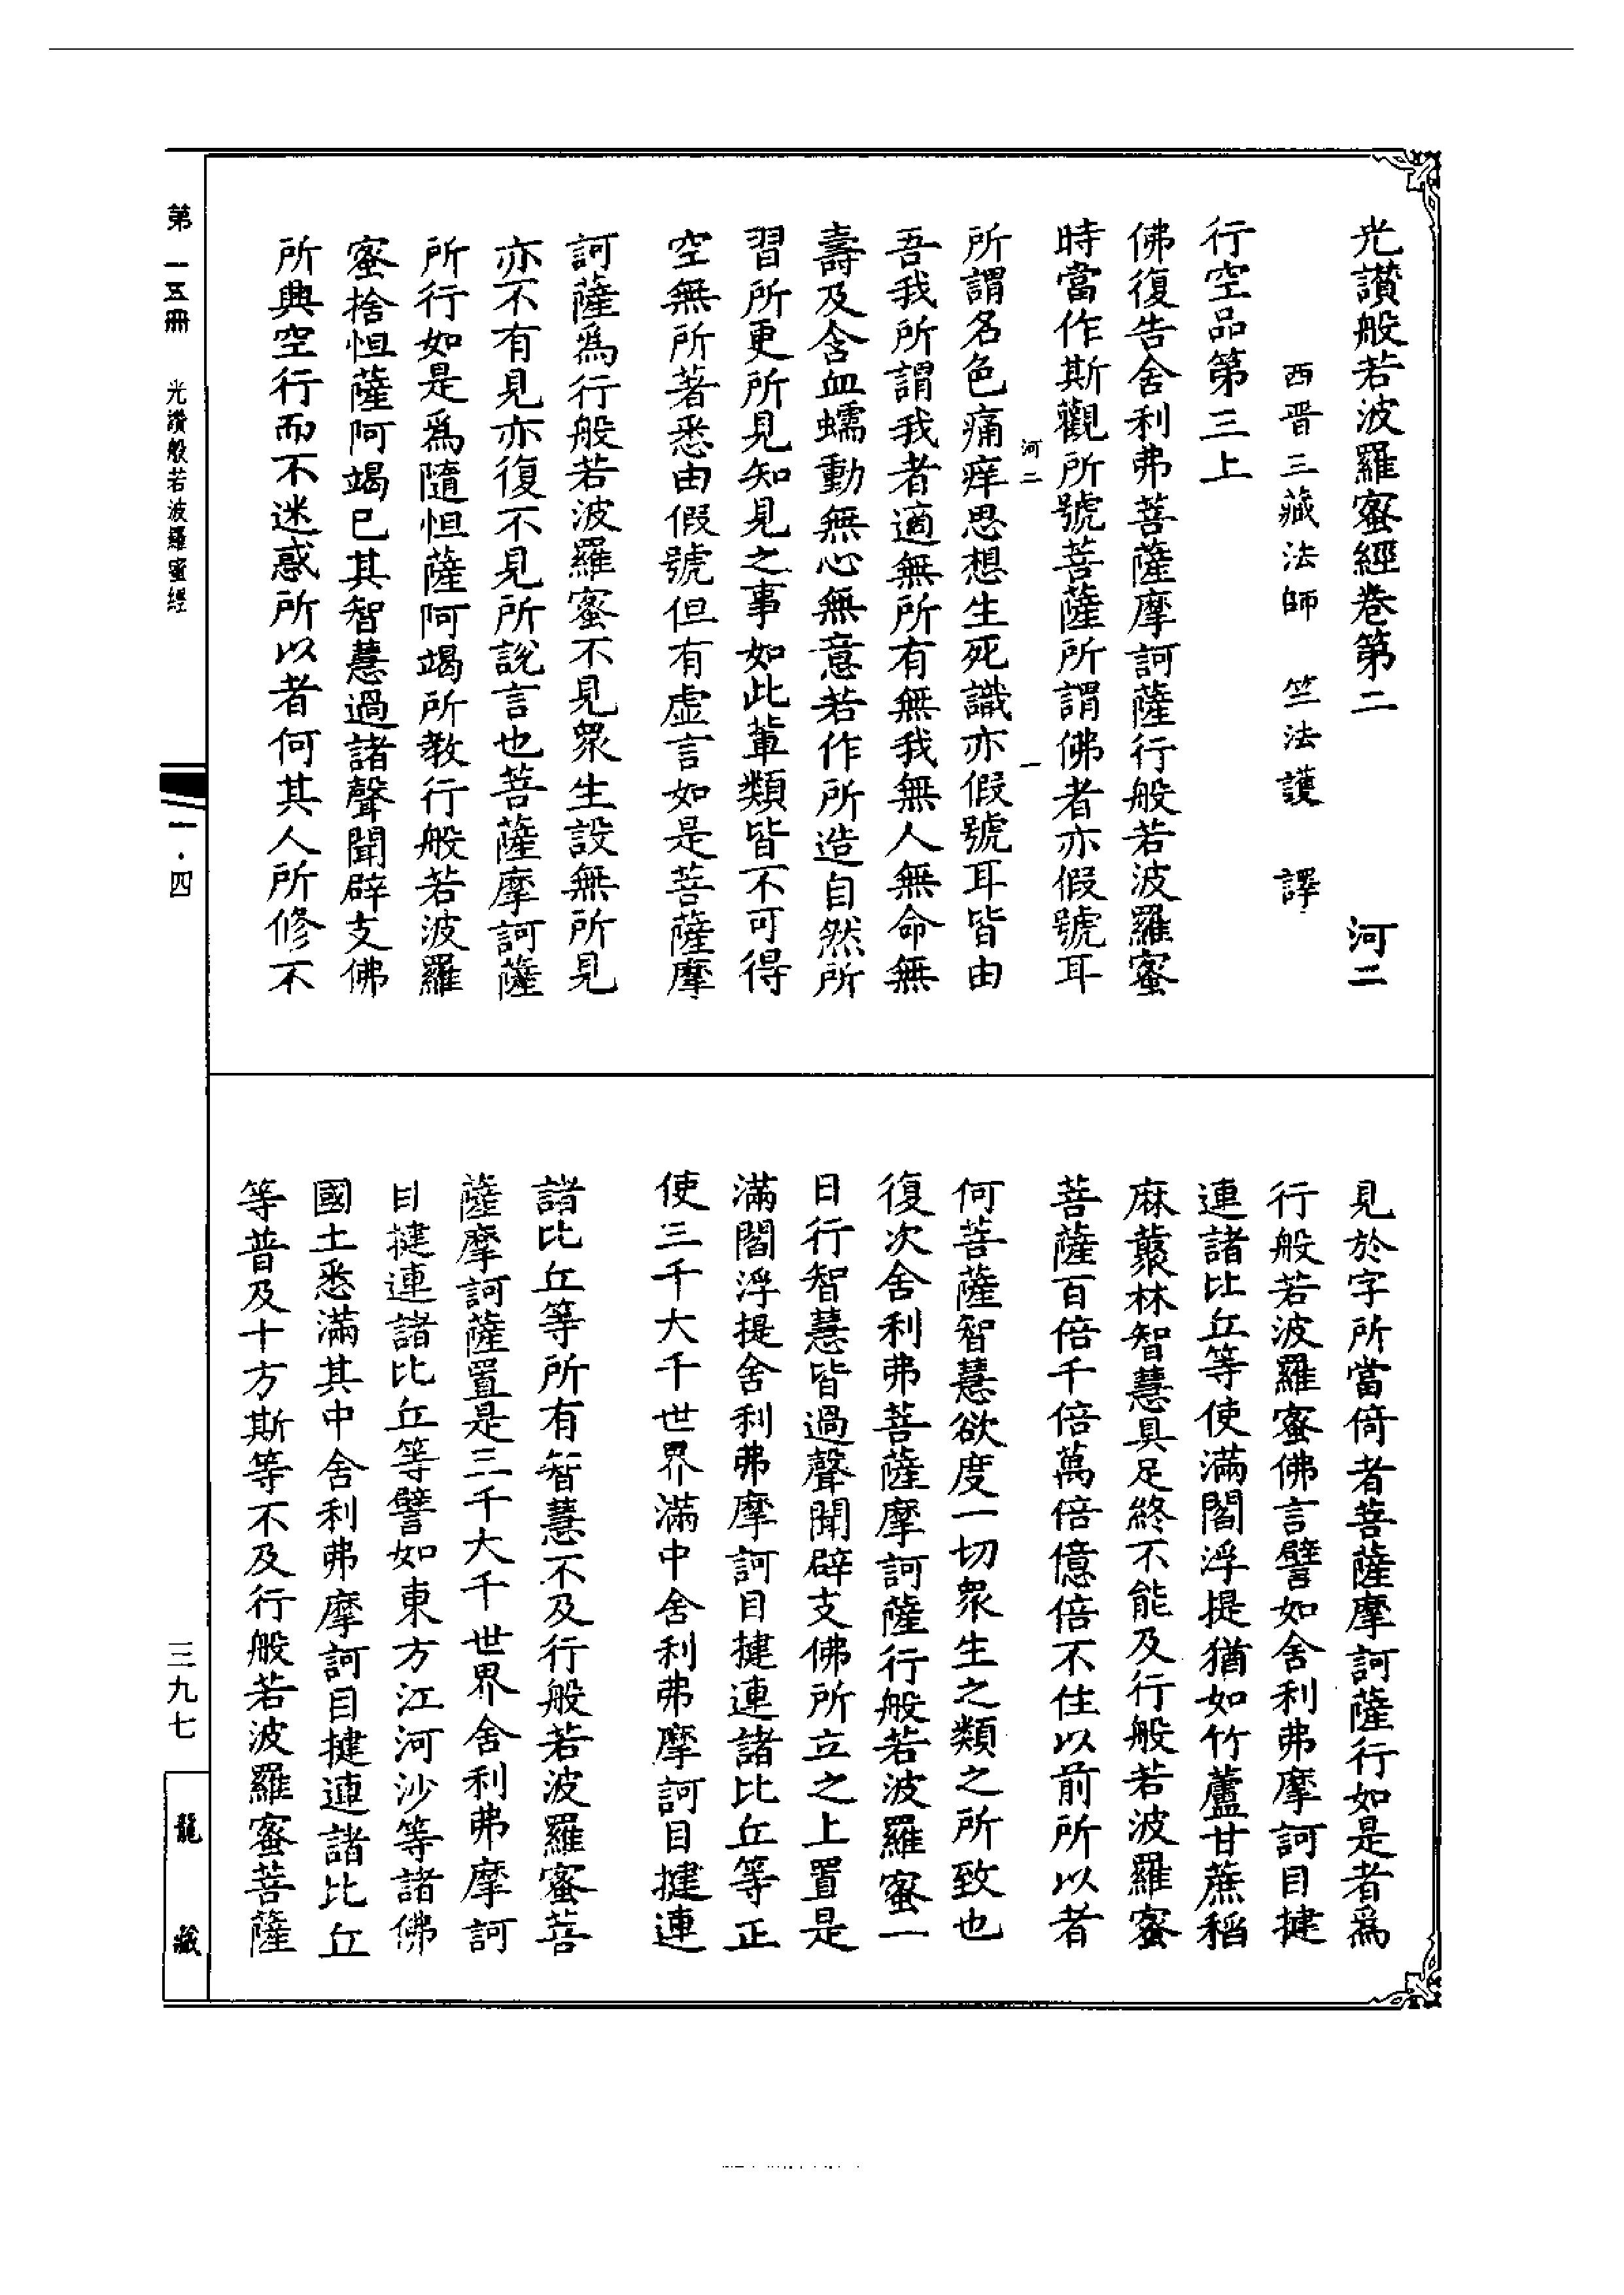 光讃般若波羅蜜經卷第二　河二
西晋三藏法師　竺法護　譯
行空品第三上
佛復告舍利弗菩薩摩訶薩行般若波羅蜜
時當作斯觀所號菩薩所謂佛者亦假號耳
河二　一
所謂名色痛痒思想生死識亦假號耳皆由
吾我所謂我者適無所有無我無人無命無
壽及含血蠕動無心無意若作所造自然所
習所更所見知見之事如此軰類皆不可得
空無所著悉由假號但有虛言如是菩薩摩
訶薩爲行般若波羅蜜不見衆生設無所見
亦不有見亦復不見所說言也菩薩摩訶薩
所行如是爲隨怛薩阿竭所教行般若波羅
蜜捨怛薩阿竭已其智慧過諸聲聞辟支佛
所興空行而不迷惑所以者何其人所修不
見於字所當倚者菩薩摩訶薩行如是者爲
行般若波羅蜜佛言譬如舍利弗摩訶目揵
連諸比丘等使滿閻浮提猶如竹蘆甘蔗稻
麻藂林智慧具足終不能及行般若波羅蜜
菩薩百倍千倍萬倍億倍不住以前所以者
何菩薩智慧欲度一切衆生之類之所致也
復次舍利弗菩薩摩訶薩行般若波羅蜜一
日行智慧皆過聲聞辟支佛所立之上置是
滿閻浮提舍利弗摩訶目揵連諸比丘等正
使三千大千世界滿中舍利弗摩訶目揵連
諸比丘等所有智慧不及行般若波羅蜜菩
薩摩訶薩置是三千大千世界舍利弗摩訶
目揵連諸比丘等譬如東方江河沙等諸佛
國土悉滿其中舍利弗摩訶目揵連諸比丘
等普及十方斯等不及行般若波羅蜜菩薩
第一五冊　光讚般若波羅蜜經
一·四
三九七
龍藏